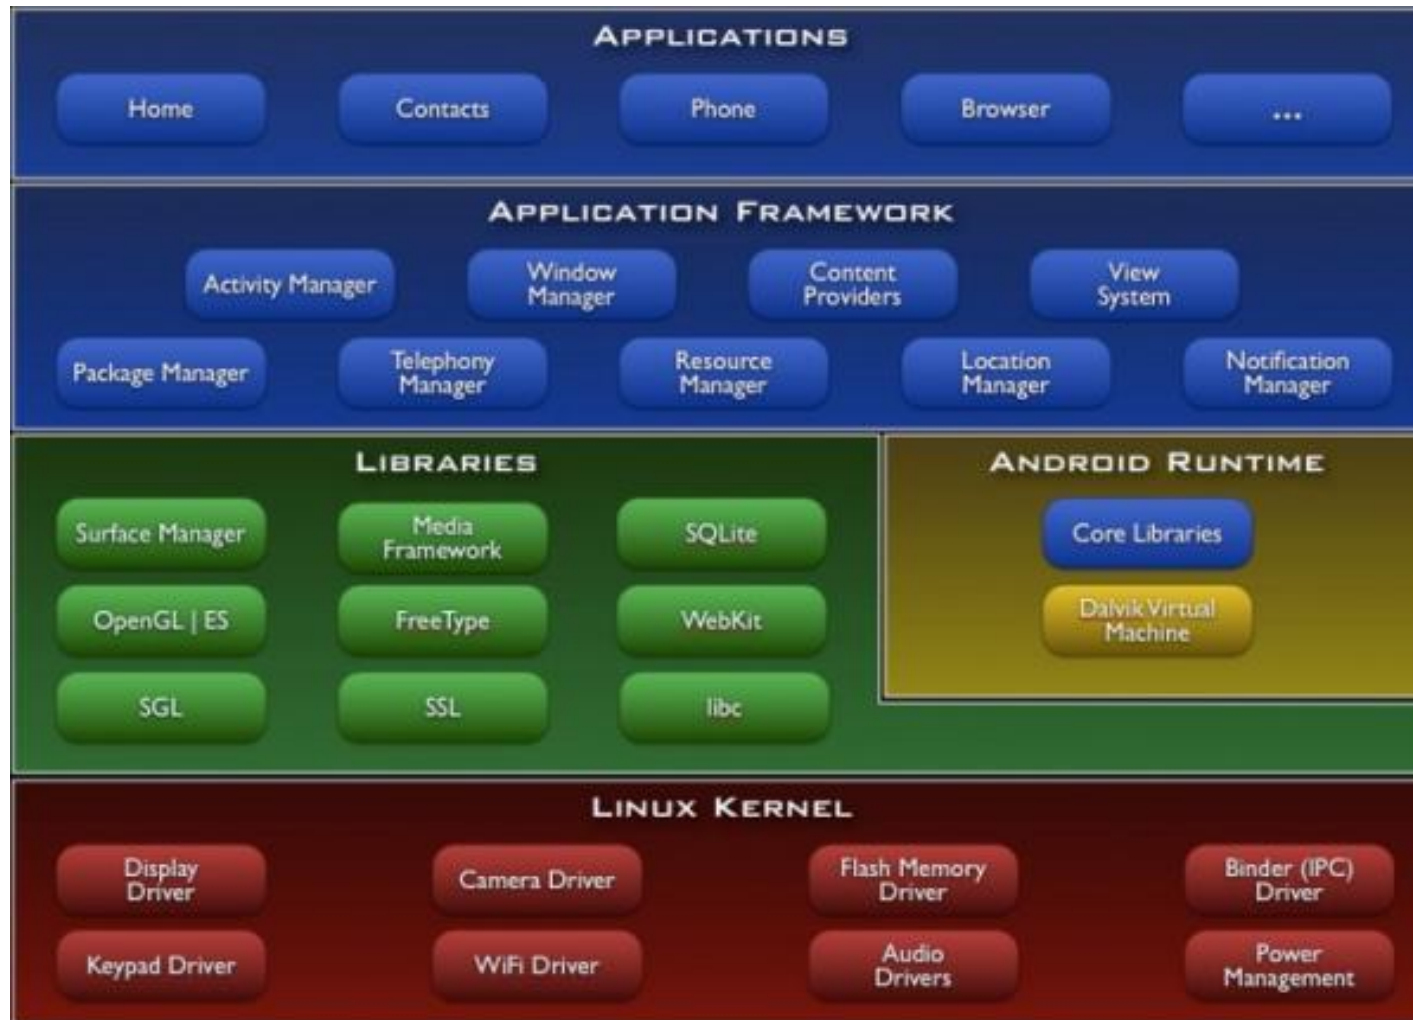 APPLICATIONS
Home
Contacts
Phone
Browser
...
APPLICATION FRAMEWORK
Activity Manager
Window
Manager
Content
Providers
View
System
Package Manager
Telephony
Manager
Resource
Manager
Location
Manager
Notification
Manager
LIBRARIES
Surface Manager
Media
Framework
SQLite
OpenGL | ES
FreeType
WebKit
SGL
SSL
libc
ANDROID RUNTIME
Core Libraries
Dalvik Virtual
Machine
LINUX KERNEL
Display
Driver
Camera Driver
Flash Memory
Driver
Binder (IPC)
Driver
Keypad Driver
WiFi Driver
Audio
Drivers
Power
Management